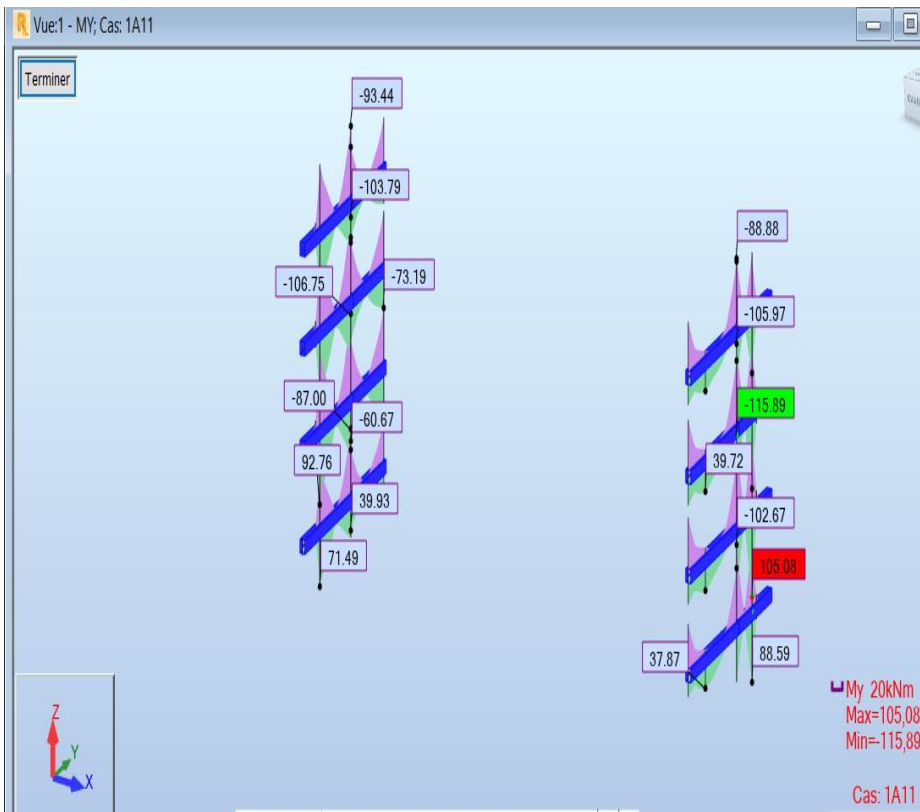 Vue:1 - MY; Cas: 1A11
Terminer
-93.44
-103.79
-88.88
-106.75
-73.19
-105.97
-87.00
-60.67
-115.89
92.76
39.72
39.93
-102.67
71.49
105.08
37.87
88.59
My 20kNm
Max=105,08
Min=-115,89
Cas: 1A11
Z
Y
X